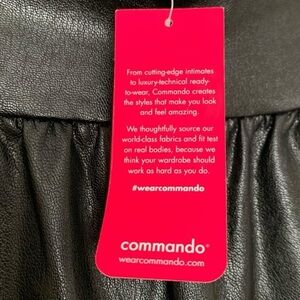 From cutting-edge intimates
to luxury-technical ready-
to-wear, Commando creates
the styles that make you look
and feel amazing.
We thoughtfully source our
world-class fabrics and fit test
on real bodies, because we
think your wardrobe should
work as hard as you do.
#wearcommando
commando®
wearcommando.com